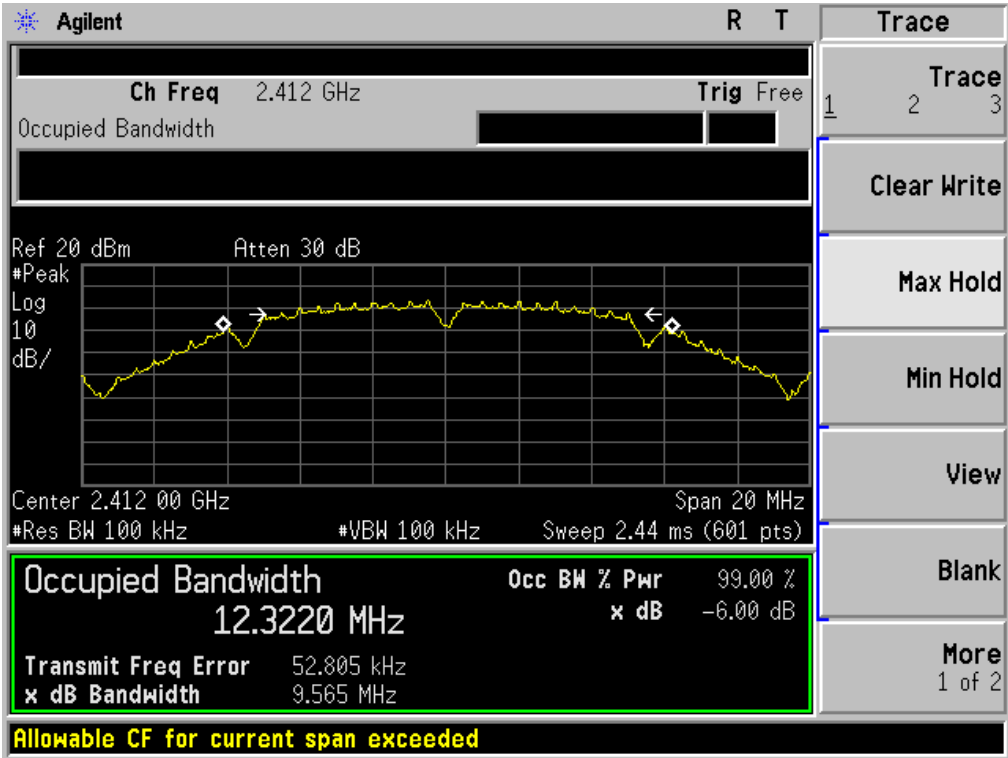 Agilent R T
Ch Freq 2.412 GHz Trig Free
Occupied Bandwidth
Ref 20 dBm Atten 30 dB
#Peak
Log
10
dB/
Center 2.412 00 GHz Span 20 MHz
#Res BW 100 kHz #VBW 100 kHz Sweep 2.44 ms (601 pts)
Occupied Bandwidth
12.3220 MHz
Occ BW % Pwr 99.00 %
x dB -6.00 dB
Transmit Freq Error 52.805 kHz
x dB Bandwidth 9.565 MHz
Allowable CF for current span exceeded
Trace
Trace
1 2 3
Clear Write
Max Hold
Min Hold
View
Blank
More
1 of 2